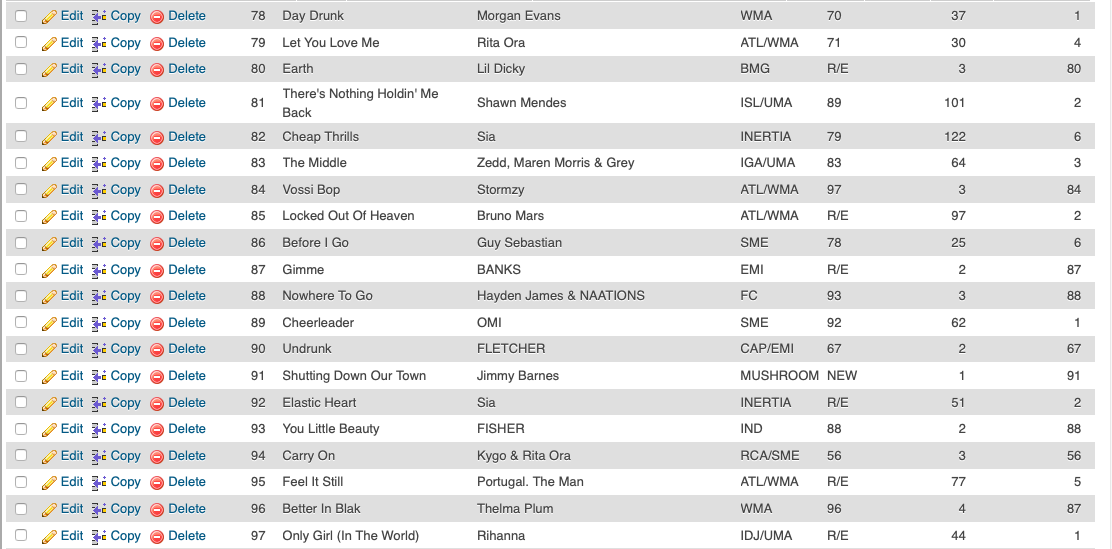 Edit Copy Delete 78 Day Drunk Morgan Evans WMA 70 37 1
Edit Copy Delete 79 Let You Love Me Rita Ora ATL/WMA 71 30 4
Edit Copy Delete 80 Earth Lil Dicky BMG R/E 3 80
Edit Copy Delete 81 There's Nothing Holdin' Me Back Shawn Mendes ISL/UMA 89 101 2
Edit Copy Delete 82 Cheap Thrills Sia INERTIA 79 122 6
Edit Copy Delete 83 The Middle Zedd, Maren Morris & Grey IGA/UMA 83 64 3
Edit Copy Delete 84 Vossi Bop Stormzy ATL/WMA 97 3 84
Edit Copy Delete 85 Locked Out Of Heaven Bruno Mars ATL/WMA R/E 97 2
Edit Copy Delete 86 Before I Go Guy Sebastian SME 78 25 6
Edit Copy Delete 87 Gimme BANKS EMI R/E 2 87
Edit Copy Delete 88 Nowhere To Go Hayden James & NAATIONS FC 93 3 88
Edit Copy Delete 89 Cheerleader OMI SME 92 62 1
Edit Copy Delete 90 Undrunk FLETCHER CAP/EMI 67 2 67
Edit Copy Delete 91 Shutting Down Our Town Jimmy Barnes MUSHROOM NEW 1 91
Edit Copy Delete 92 Elastic Heart Sia INERTIA R/E 51 2
Edit Copy Delete 93 You Little Beauty FISHER IND 88 2 88
Edit Copy Delete 94 Carry On Kygo & Rita Ora RCA/SME 56 3 56
Edit Copy Delete 95 Feel It Still Portugal. The Man ATL/WMA R/E 77 5
Edit Copy Delete 96 Better In Blak Thelma Plum WMA 96 4 87
Edit Copy Delete 97 Only Girl (In The World) Rihanna IDJ/UMA R/E 44 1